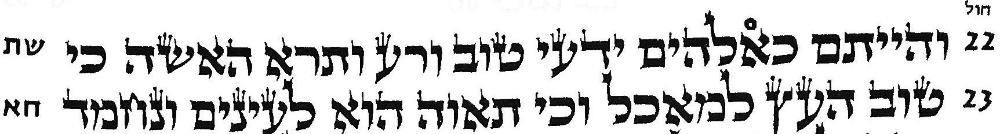 חול
22 והייתם כאלהים ידעי טוב ורע ותרא האשה כי שת
23 טוב העץ למאכל וכי תאוה הוא לעינים ונחמד חא